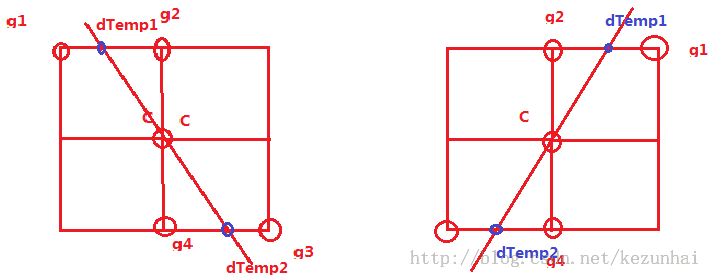 g1
g2
dTemp1
C
C
g4
g3
dTemp2
g2
dTemp1
g1
C
dTemp2
g4
http://blog.csdn.net/kezunhai